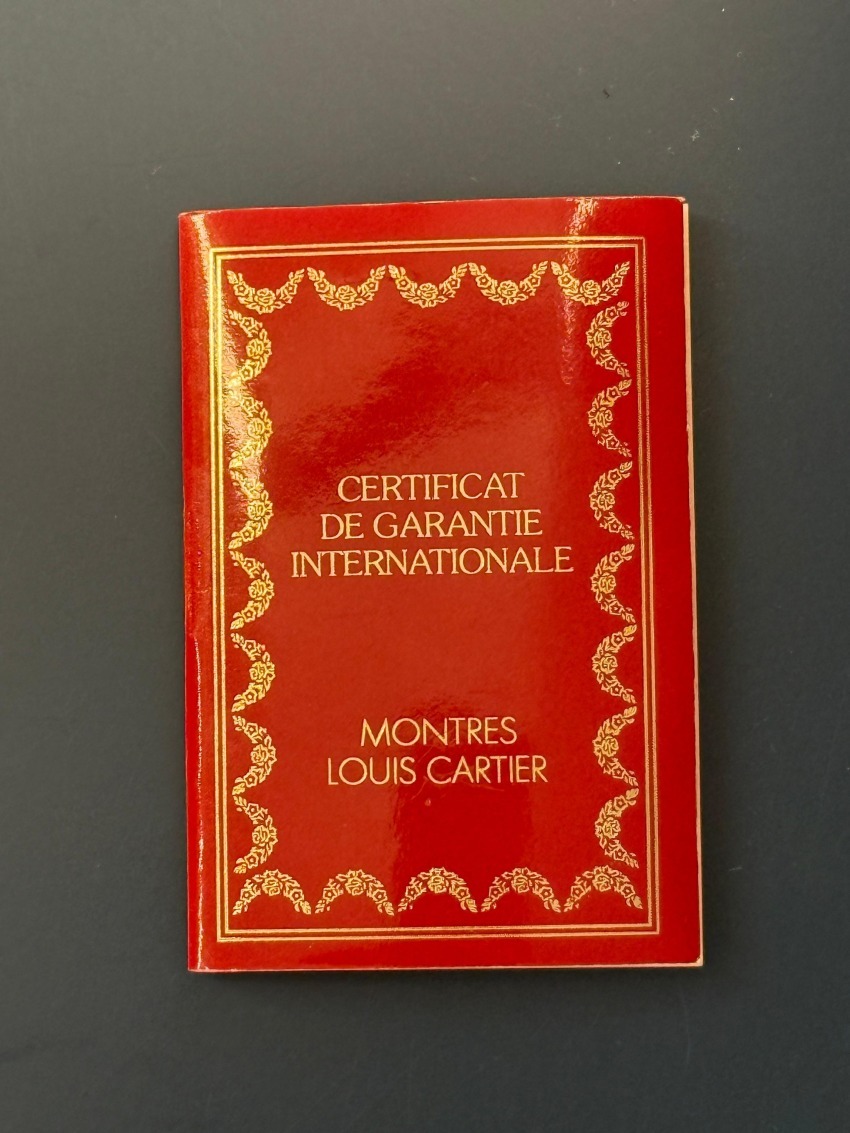 CERTIFICAT
DE GARANTIE
INTERNATIONALE
MONTRES
LOUIS CARTIER